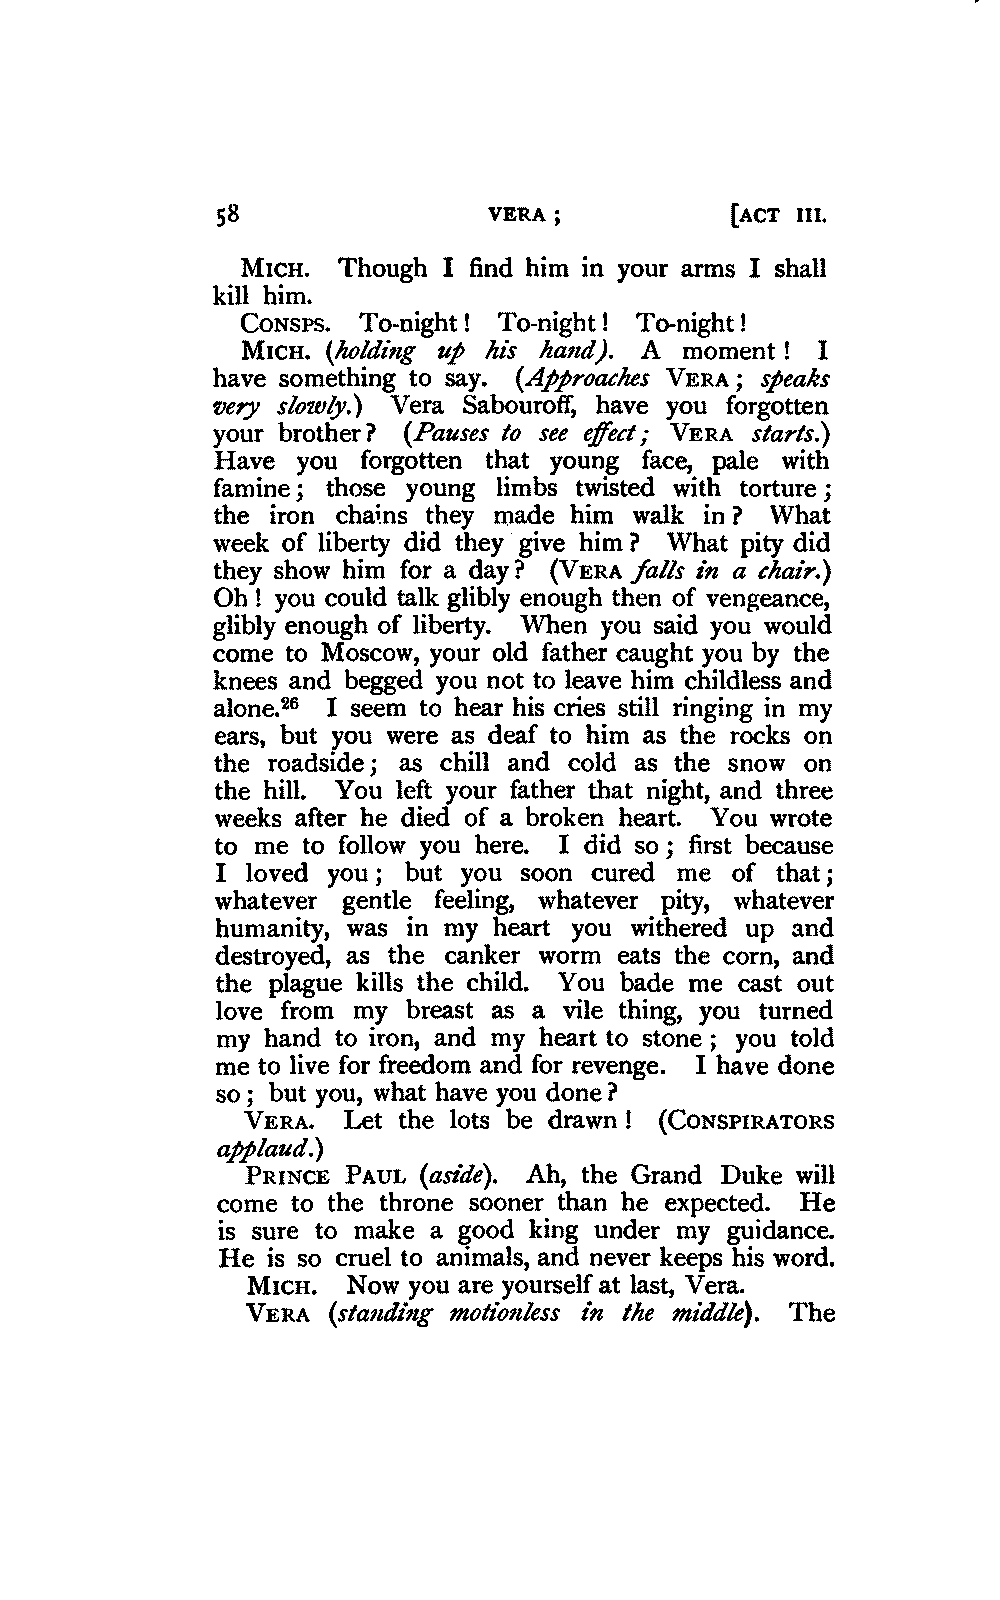 58 VERA ; [ACT III.
MICH. Though I find him in your arms I shall
kill him.
CONSPS. To-night ! To-night ! To-night !
MICH. (holding up his hand). A moment ! I
have something to say. (Approaches VERA ; speaks
very slowly.) Vera Sabouroff, have you forgotten
your brother ? (Pauses to see effect ; VERA starts.)
Have you forgotten that young face, pale with
famine ; those young limbs twisted with torture ;
the iron chains they made him walk in ? What
week of liberty did they give him ? What pity did
they show him for a day ? (VERA falls in a chair.)
Oh ! you could talk glibly enough then of vengeance,
glibly enough of liberty. When you said you would
come to Moscow, your old father caught you by the
knees and begged you not to leave him childless and
alone.²⁶ I seem to hear his cries still ringing in my
ears, but you were as deaf to him as the rocks on
the roadside ; as chill and cold as the snow on
the hill. You left your father that night, and three
weeks after he died of a broken heart. You wrote
to me to follow you here. I did so ; first because
I loved you ; but you soon cured me of that ;
whatever gentle feeling, whatever pity, whatever
humanity, was in my heart you withered up and
destroyed, as the canker worm eats the corn, and
the plague kills the child. You bade me cast out
love from my breast as a vile thing, you turned
my hand to iron, and my heart to stone ; you told
me to live for freedom and for revenge. I have done
so ; but you, what have you done ?
VERA. Let the lots be drawn ! (CONSPIRATORS
applaud.)
PRINCE PAUL (aside). Ah, the Grand Duke will
come to the throne sooner than he expected. He
is sure to make a good king under my guidance.
He is so cruel to animals, and never keeps his word.
MICH. Now you are yourself at last, Vera.
VERA (standing motionless in the middle). The